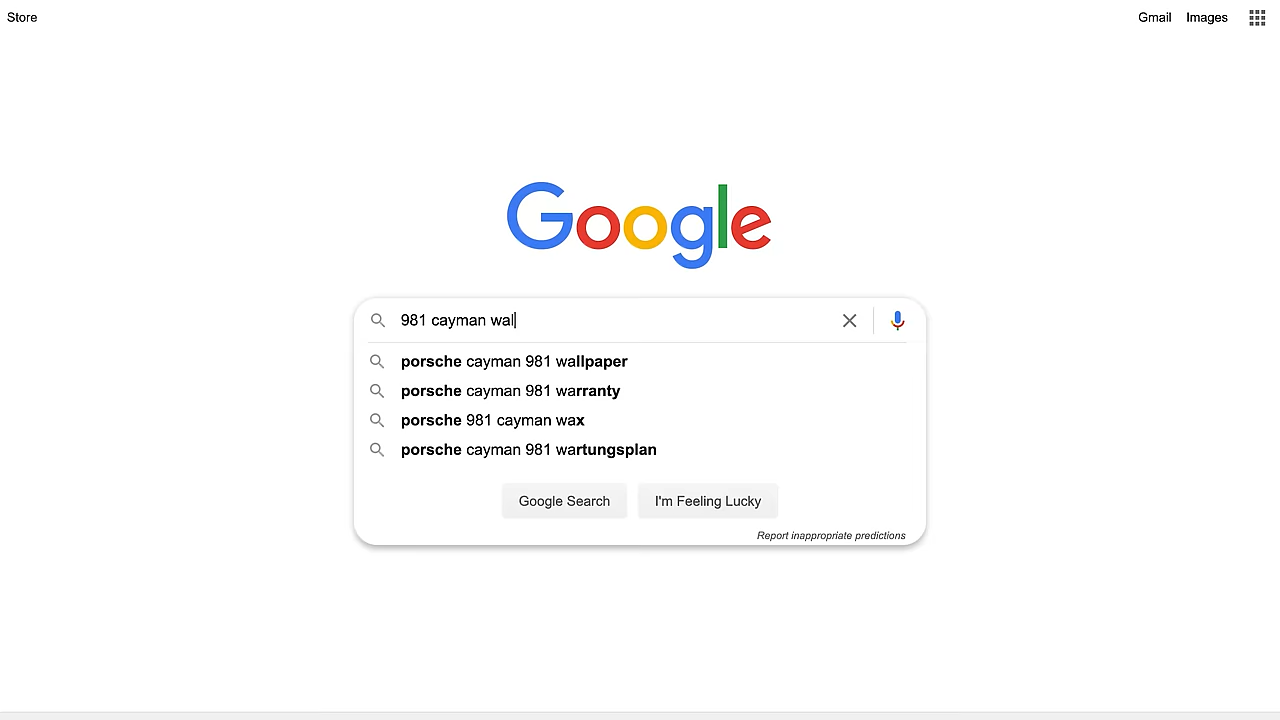 Store
Gmail Images
Google
981 cayman wal
porsche cayman 981 wallpaper
porsche cayman 981 warranty
porsche 981 cayman wax
porsche cayman 981 wartungsplan
Google Search
I'm Feeling Lucky
Report inappropriate predictions